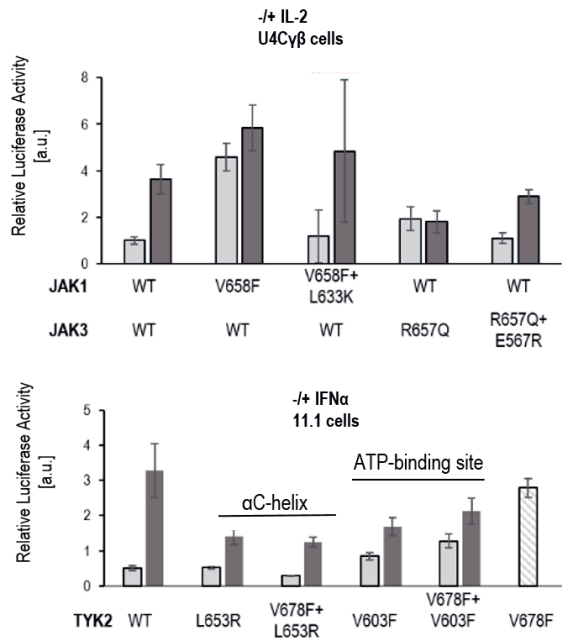 -/+ IL-2
U4Cγβ cells
Relative Luciferase Activity
[a.u.]
10
8
6
4
2
0
JAK1 WT V658F V658F+ L633K WT WT
JAK3 WT WT WT R657Q R657Q+ E567R
-/+ IFNα
11.1 cells
Relative Luciferase Activity
[a.u.]
5
4
3
2
1
0
αC-helix
ATP-binding site
TYK2 WT L653R V678F+ L653R V603F V678F+ V603F V678F